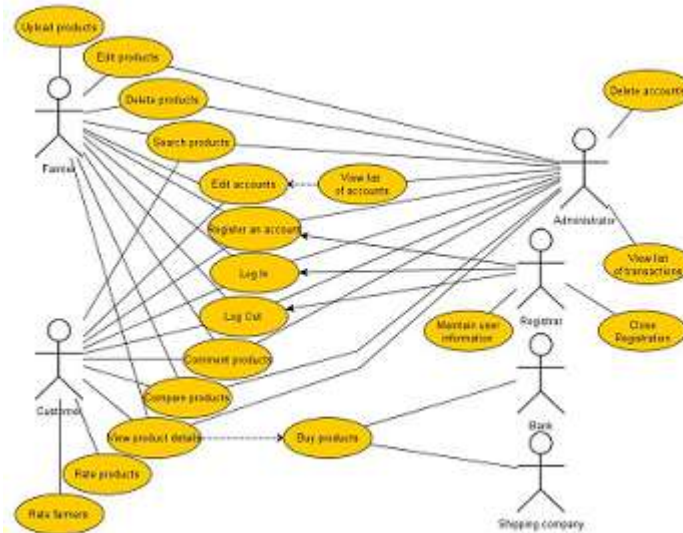 Upload products
Edit products
Delete products
Delete accounts
Search products
Farmer
Edit accounts
View list
of accounts
Administrator
Register an account
Log In
View list
of transactions
Log Out
Registrar
Maintain user
information
Close
Registration
Comment products
Customer
Compare products
Bank
View product details
Buy products
Rate products
Rate farmers
Shipping company